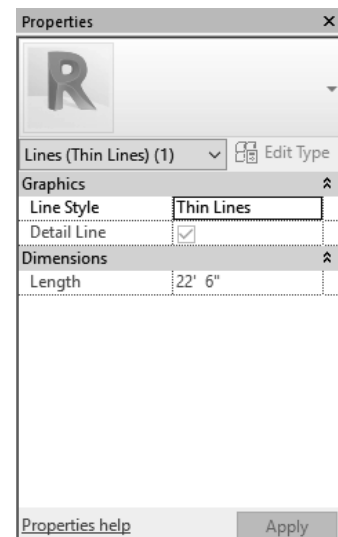 Properties
R
Lines (Thin Lines) (1) Edit Type
Graphics
Line Style Thin Lines
Detail Line
Dimensions
Length 22' 6"
Properties help Apply